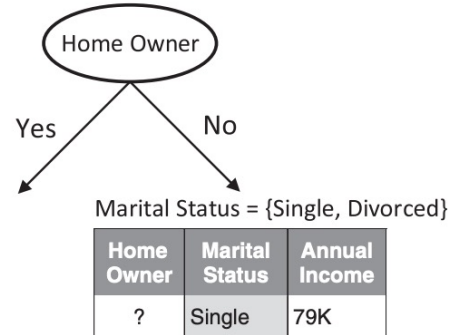 Home Owner
Yes
No
Marital Status = {Single, Divorced}
Home Owner Marital Status Annual Income
? Single 79K